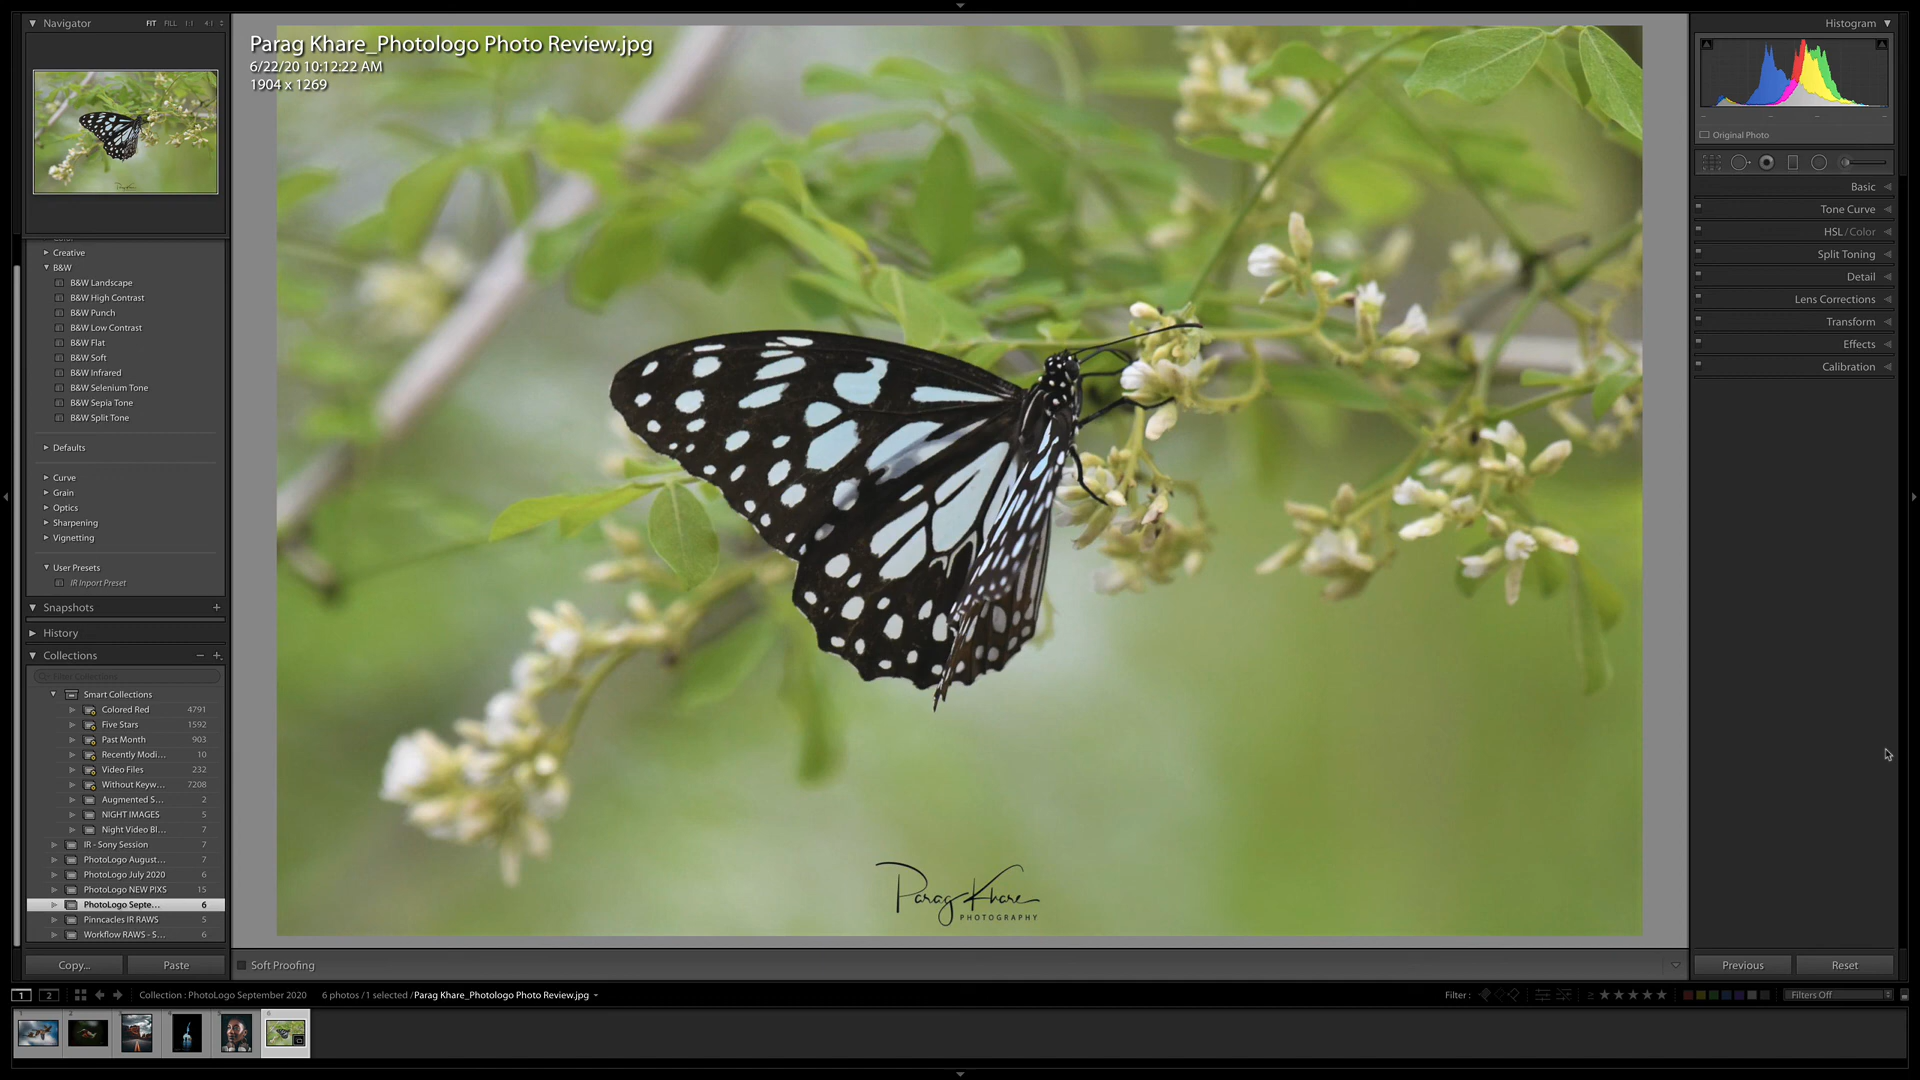 Navigator
FIT FILL 1:1 4:1
Creative
B&W
B&W Landscape
B&W High Contrast
B&W Punch
B&W Low Contrast
B&W Flat
B&W Soft
B&W Infrared
B&W Selenium Tone
B&W Sepia Tone
B&W Split Tone
Defaults
Curve
Grain
Optics
Sharpening
Vignetting
User Presets
IR Inport Preset
Snapshots
History
Collections
Filter Collections
Smart Collections
Colored Red 4791
Five Stars 1592
Past Month 903
Recently Modi... 10
Video Files 232
Without Keyw... 7208
Augmented S... 2
NIGHT IMAGES 5
Night Video Bl... 7
IR - Sony Session 7
PhotoLogo August... 7
PhotoLogo July 2020 6
PhotoLogo NEW PIXS 15
PhotoLogo Septe... 6
Pinncacles IR RAWS 5
Workflow RAWS - S... 6
Copy... Paste
Parag Khare_Photologo Photo Review.jpg
6/22/20 10:12:22 AM
1904 x 1269
Parag Khare
PHOTOGRAPHY
Soft Proofing
Histogram
Original Photo
Basic
Tone Curve
HSL / Color
Split Toning
Detail
Lens Corrections
Transform
Effects
Calibration
Previous Reset
1 2 Collection : PhotoLogo September 2020 6 photos / 1 selected / Parag Khare_Photologo Photo Review.jpg Filter : ≥ ★★★★★ Filters Off